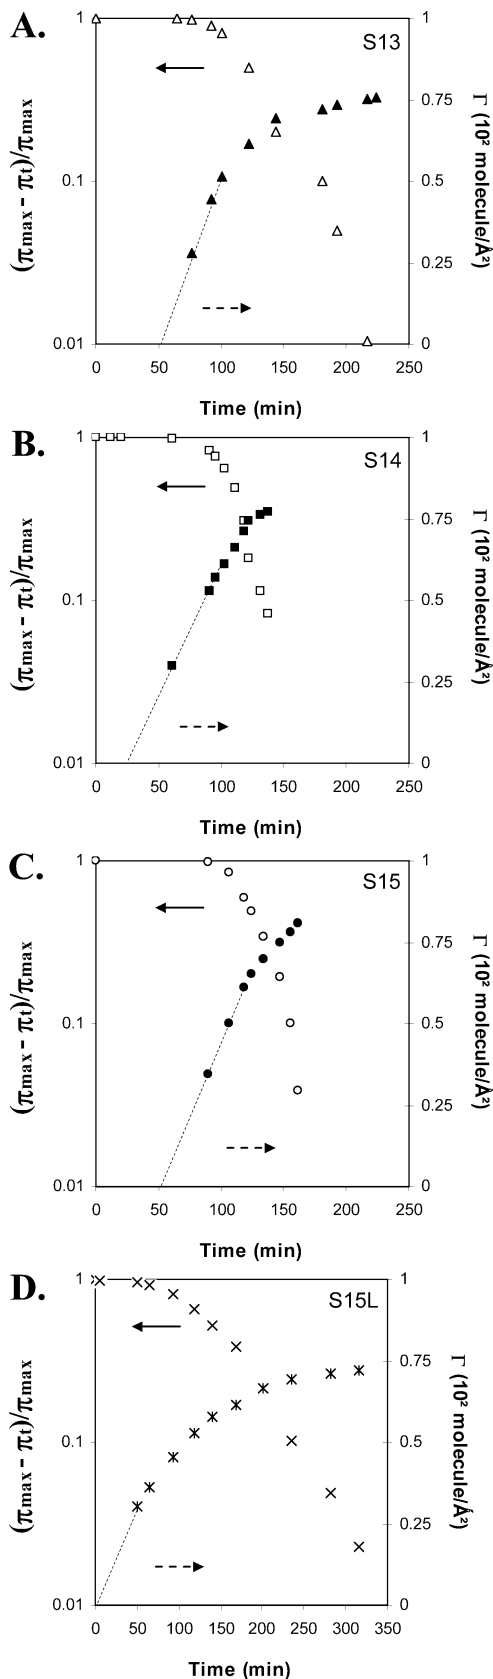 A.
S13
1
0.1
0.01
1
0.75
0.5
0.25
0
0 50 100 150 200 250
Time (min)
(πmax - πt)/πmax
Γ (10² molecule/Å²)
B.
S14
1
0.1
0.01
1
0.75
0.5
0.25
0
0 50 100 150 200 250
Time (min)
(πmax - πt)/πmax
Γ (10² molecule/Å²)
C.
S15
1
0.1
0.01
1
0.75
0.5
0.25
0
0 50 100 150 200 250
Time (min)
(πmax - πt)/πmax
Γ (10² molecule/Å²)
D.
S15L
1
0.1
0.01
1
0.75
0.5
0.25
0
0 50 100 150 200 250 300 350
Time (min)
(πmax - πt)/πmax
Γ (10² molecule/Å²)